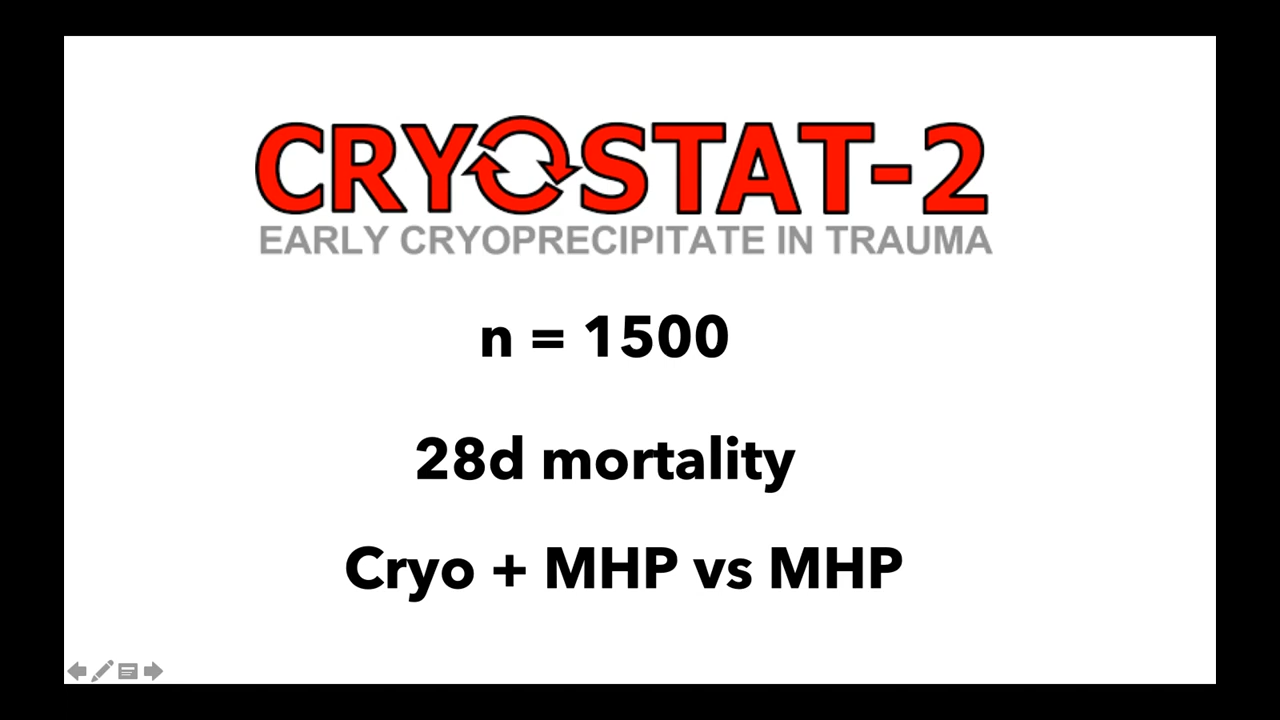 CRYOSTAT-2
EARLY CRYOPRECIPITATE IN TRAUMA
n = 1500
28d mortality
Cryo + MHP vs MHP